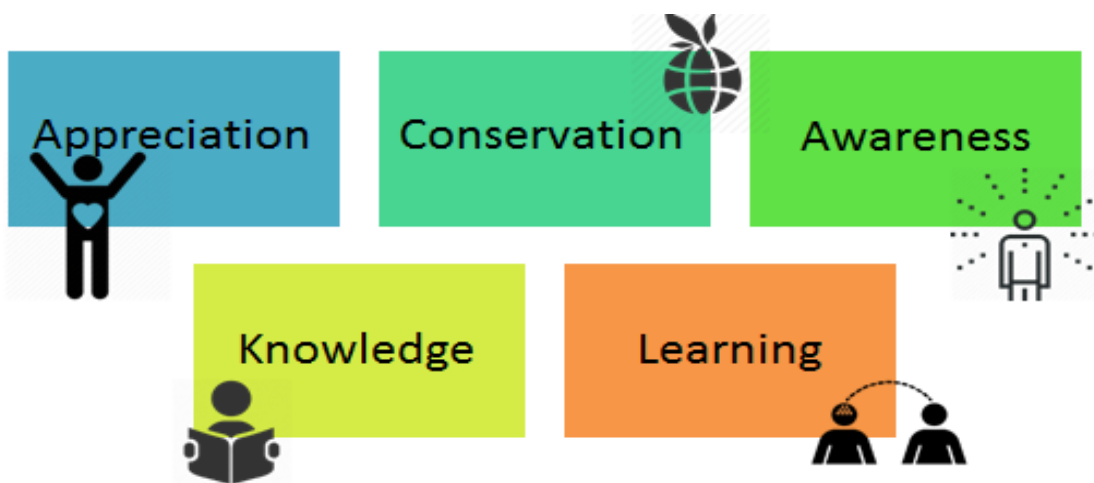 Appreciation
Conservation
Awareness
Knowledge
Learning